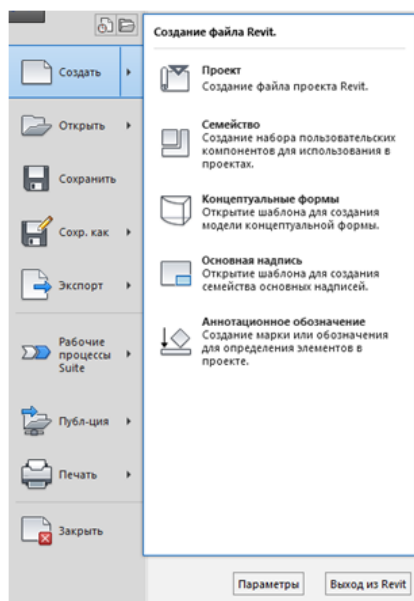 Создание файла Revit.
Создать
Проект
Создание файла проекта Revit.
Открыть
Семейство
Создание набора пользовательских
компонентов для использования в
проектах.
Сохранить
Концептуальные формы
Открытие шаблона для создания
модели концептуальной формы.
Сохр. как
Основная надпись
Открытие шаблона для создания
семейства основных надписей.
Экспорт
Аннотационное обозначение
Создание марки или обозначения
для определения элементов в
проекте.
Рабочие
процессы
Suite
Публ-ция
Печать
Закрыть
Параметры
Выход из Revit